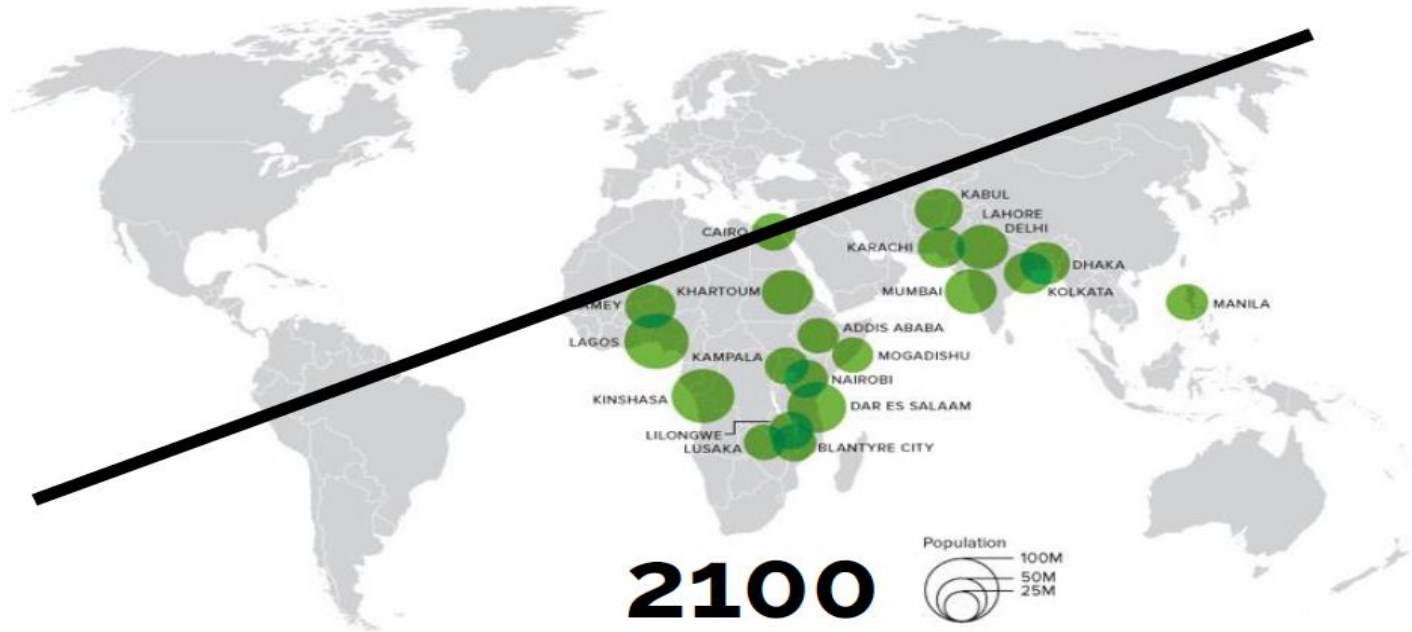 KABUL
LAHORE
DELHI
CAIRO
KARACHI
DHAKA
KHARTOUM
MUMBAI
KOLKATA
MANILA
AMEY
ADDIS ABABA
LAGOS
KAMPALA
MOGADISHU
NAIROBI
KINSHASA
DAR ES SALAAM
LILONGWE
LUSAKA
BLANTYRE CITY
2100
Population
100M
50M
25M